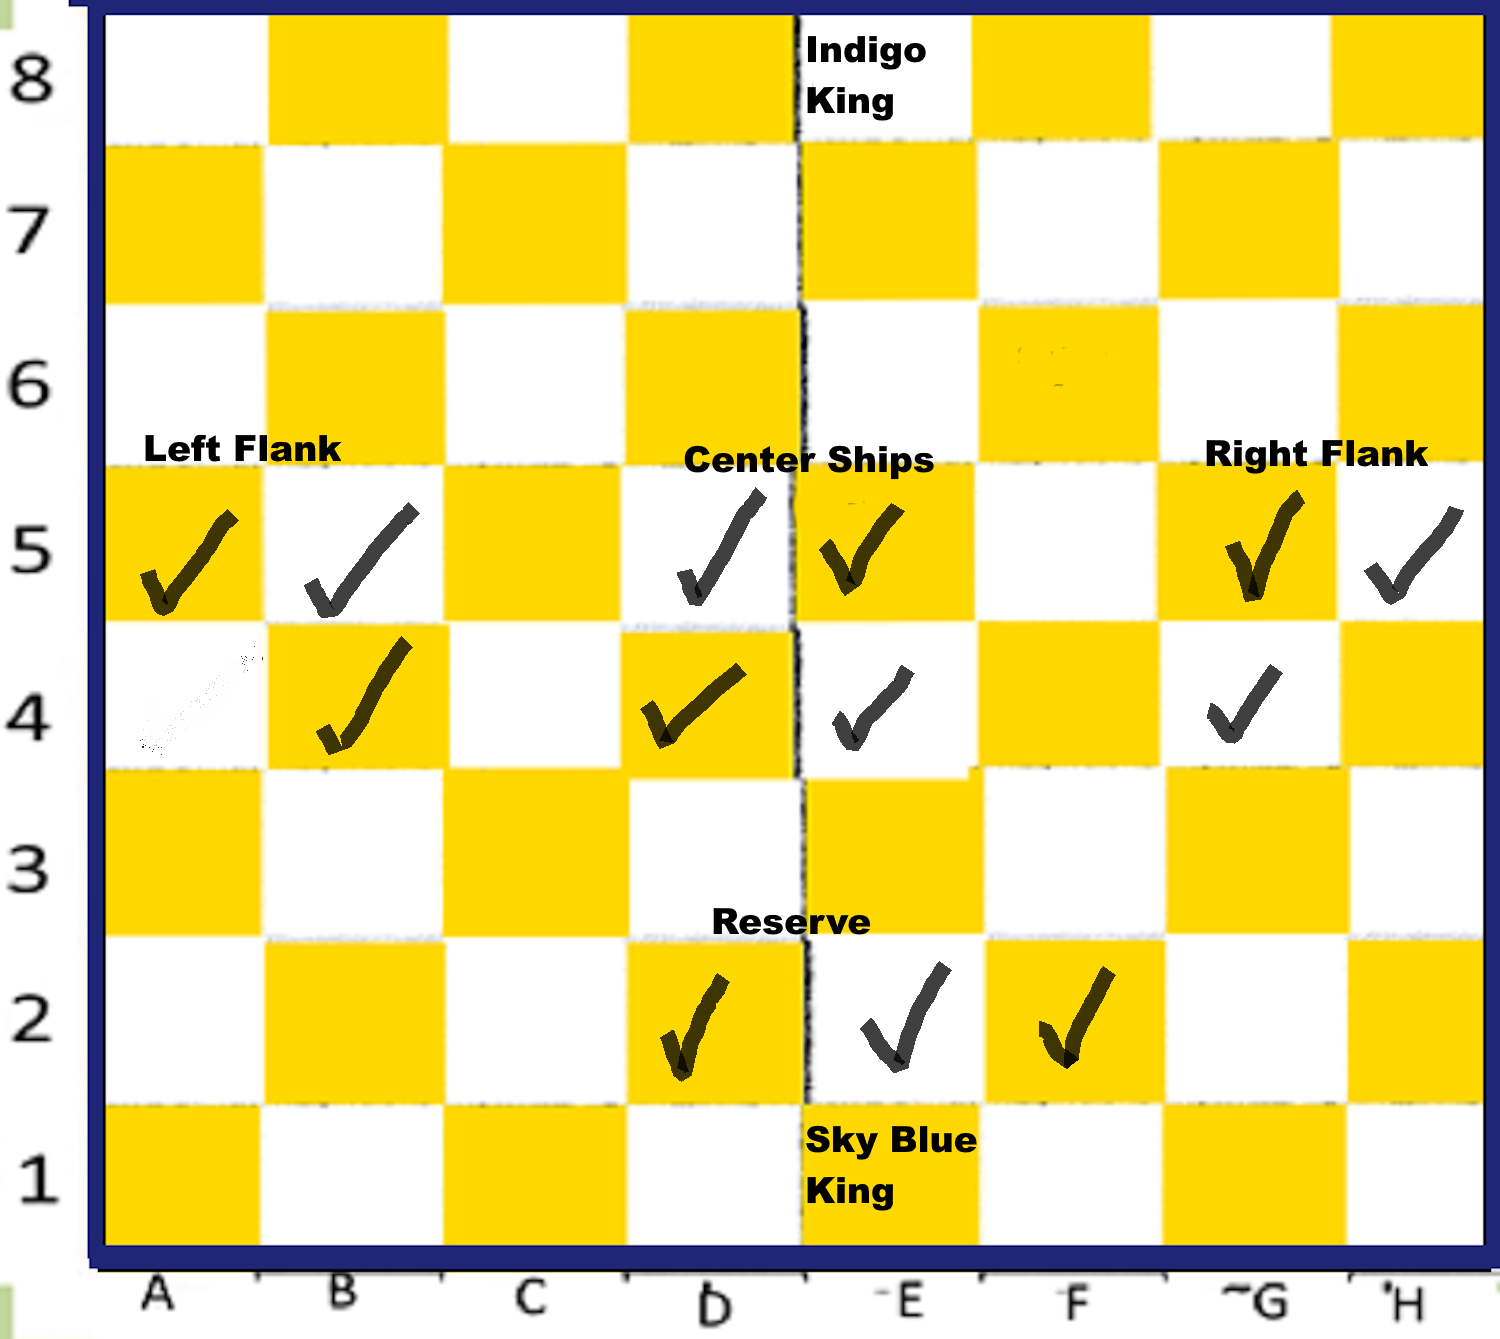 8
Indigo
King
7
6
Left Flank
Center Ships
Right Flank
5
4
3
Reserve
2
1
Sky Blue
King
A B C D E F G H